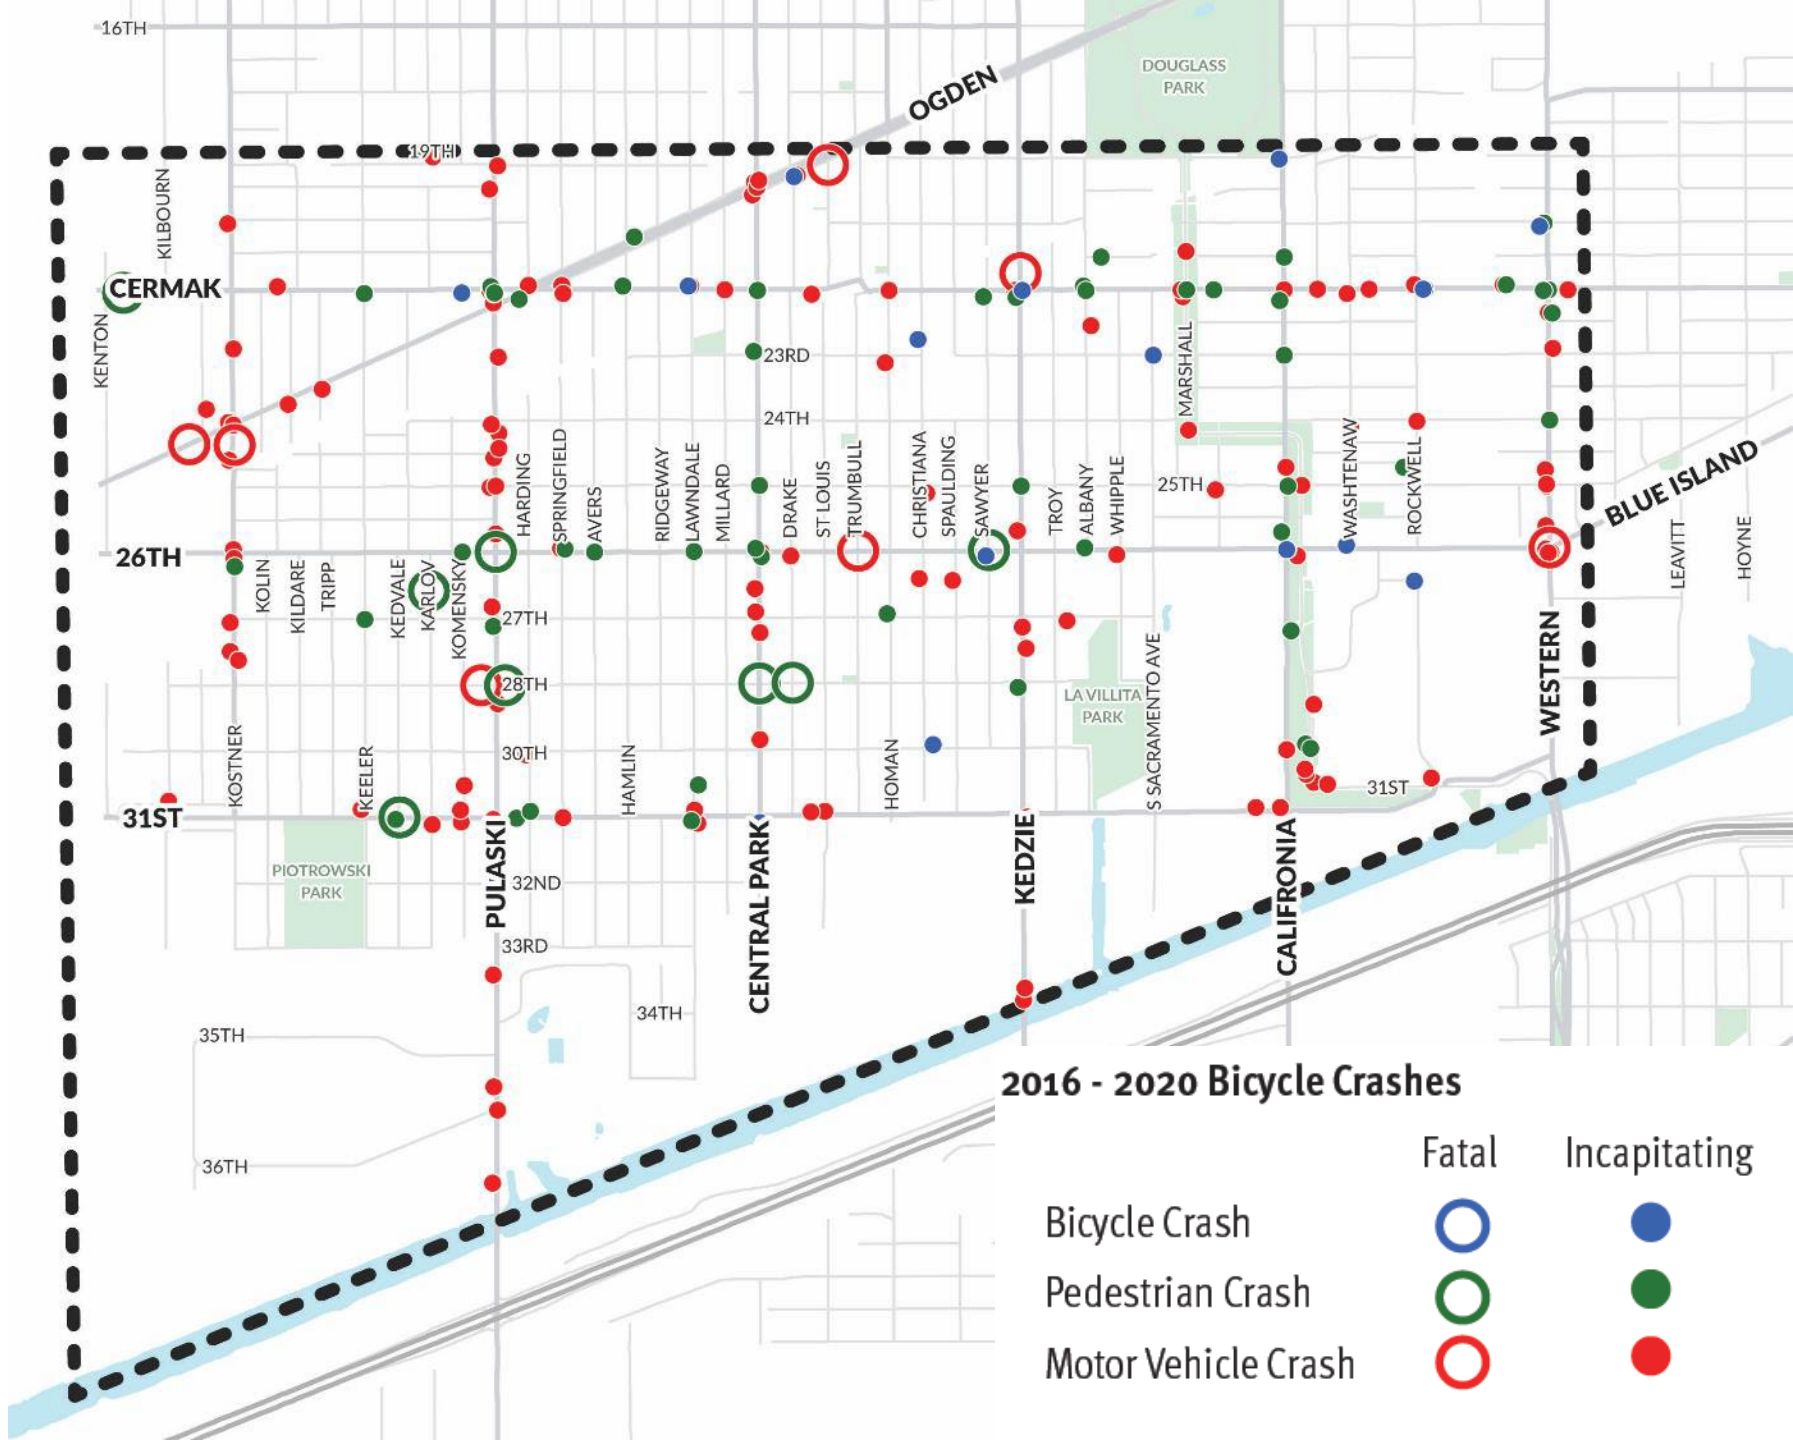 16TH
DOUGLASS
PARK
OGDEN
19TH
KILBOURN
CERMAK
KENTON
23RD
MARSHALL
24TH
HARDING
SPRINGFIELD
AVERS
RIDGEWAY
LAWNDALE
MILLARD
DRAKE
ST LOUIS
TRUMBULL
CHRISTIANA
SPAULDING
SAWYER
TROY
ALBANY
WHIPPLE
25TH
WASHTENAW
ROCKWELL
BLUE ISLAND
LEAVITT
HOYNE
26TH
KOLIN
KILDARE
TRIPP
KEDVALE
KARLOV
KOMENSKY
27TH
28TH
LA VILLITA
PARK
S SACRAMENTO AVE
WESTERN
KOSTNER
KEELER
30TH
HAMLIN
HOMAN
31ST
31ST
PIOTROWSKI
PARK
PULASKI
32ND
33RD
CENTRAL PARK
KEDZIE
CALIFRONIA
34TH
35TH
36TH
2016 - 2020 Bicycle Crashes
Fatal Incapitating
Bicycle Crash
Pedestrian Crash
Motor Vehicle Crash